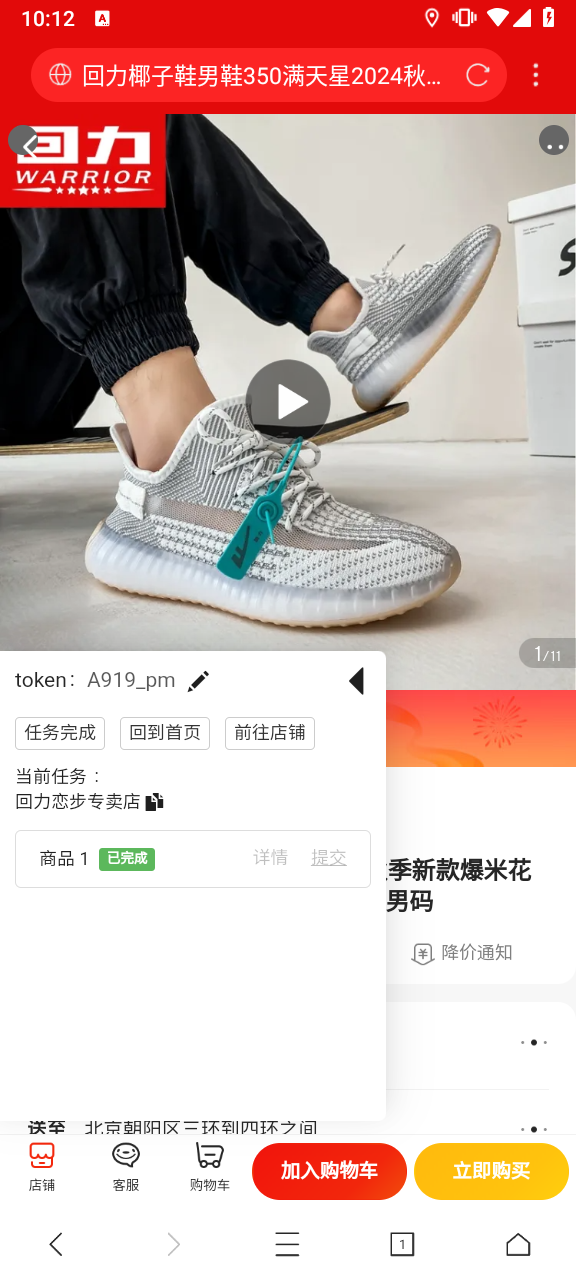 10:12
回力椰子鞋男鞋350满天星2024秋...
回力
WARRIOR
1/11
token: A919_pm
任务完成 回到首页 前往店铺
当前任务：
回力恋步专卖店
商品 1 已完成 详情 提交
季新款爆米花
男码
降价通知
送至 北京朝阳区三环到四环之间
店铺 客服 购物车 加入购物车 立即购买
1